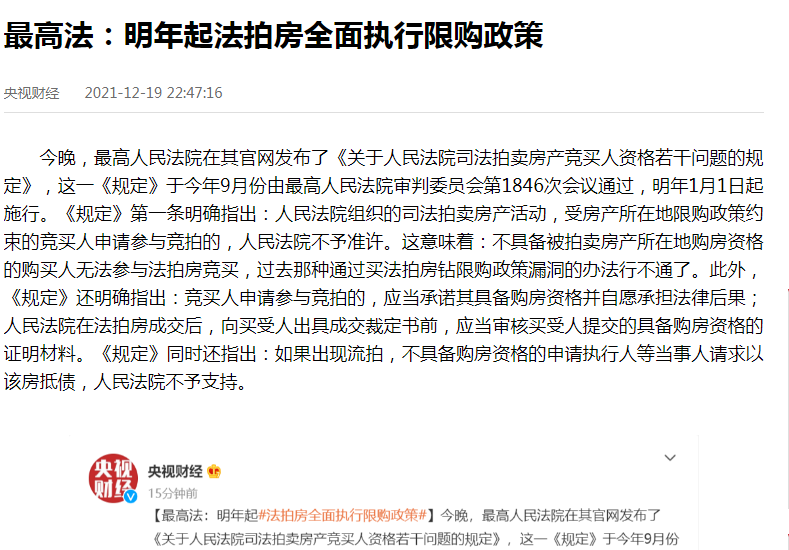 最高法：明年起法拍房全面执行限购政策
央视财经 2021-12-19 22:47:16
今晚，最高人民法院在其官网发布了《关于人民法院司法拍卖房产竞买人资格若干问题的规
定》，这一《规定》于今年9月份由最高人民法院审判委员会第1846次会议通过，明年1月1日起
施行。《规定》第一条明确指出：人民法院组织的司法拍卖房产活动，受房产所在地限购政策约
束的竞买人申请参与竞拍的，人民法院不予准许。这意味着：不具备被拍卖房产所在地购房资格
的购买人无法参与法拍房竞买，过去那种通过买法拍房钻限购政策漏洞的办法行不通了。此外，
《规定》还明确指出：竞买人申请参与竞拍的，应当承诺其具备购房资格并自愿承担法律后果；
人民法院在法拍房成交后，向买受人出具成交裁定书前，应当审核买受人提交的具备购房资格的
证明材料。《规定》同时还指出：如果出现流拍，不具备购房资格的申请执行人等当事人请求以
该房抵债，人民法院不予支持。
央视
财经
央视财经
15分钟前
【最高法：明年起#法拍房全面执行限购政策#】今晚，最高人民法院在其官网发布了
《关于人民法院司法拍卖房产竞买人资格若干问题的规定》，这一《规定》于今年9月份